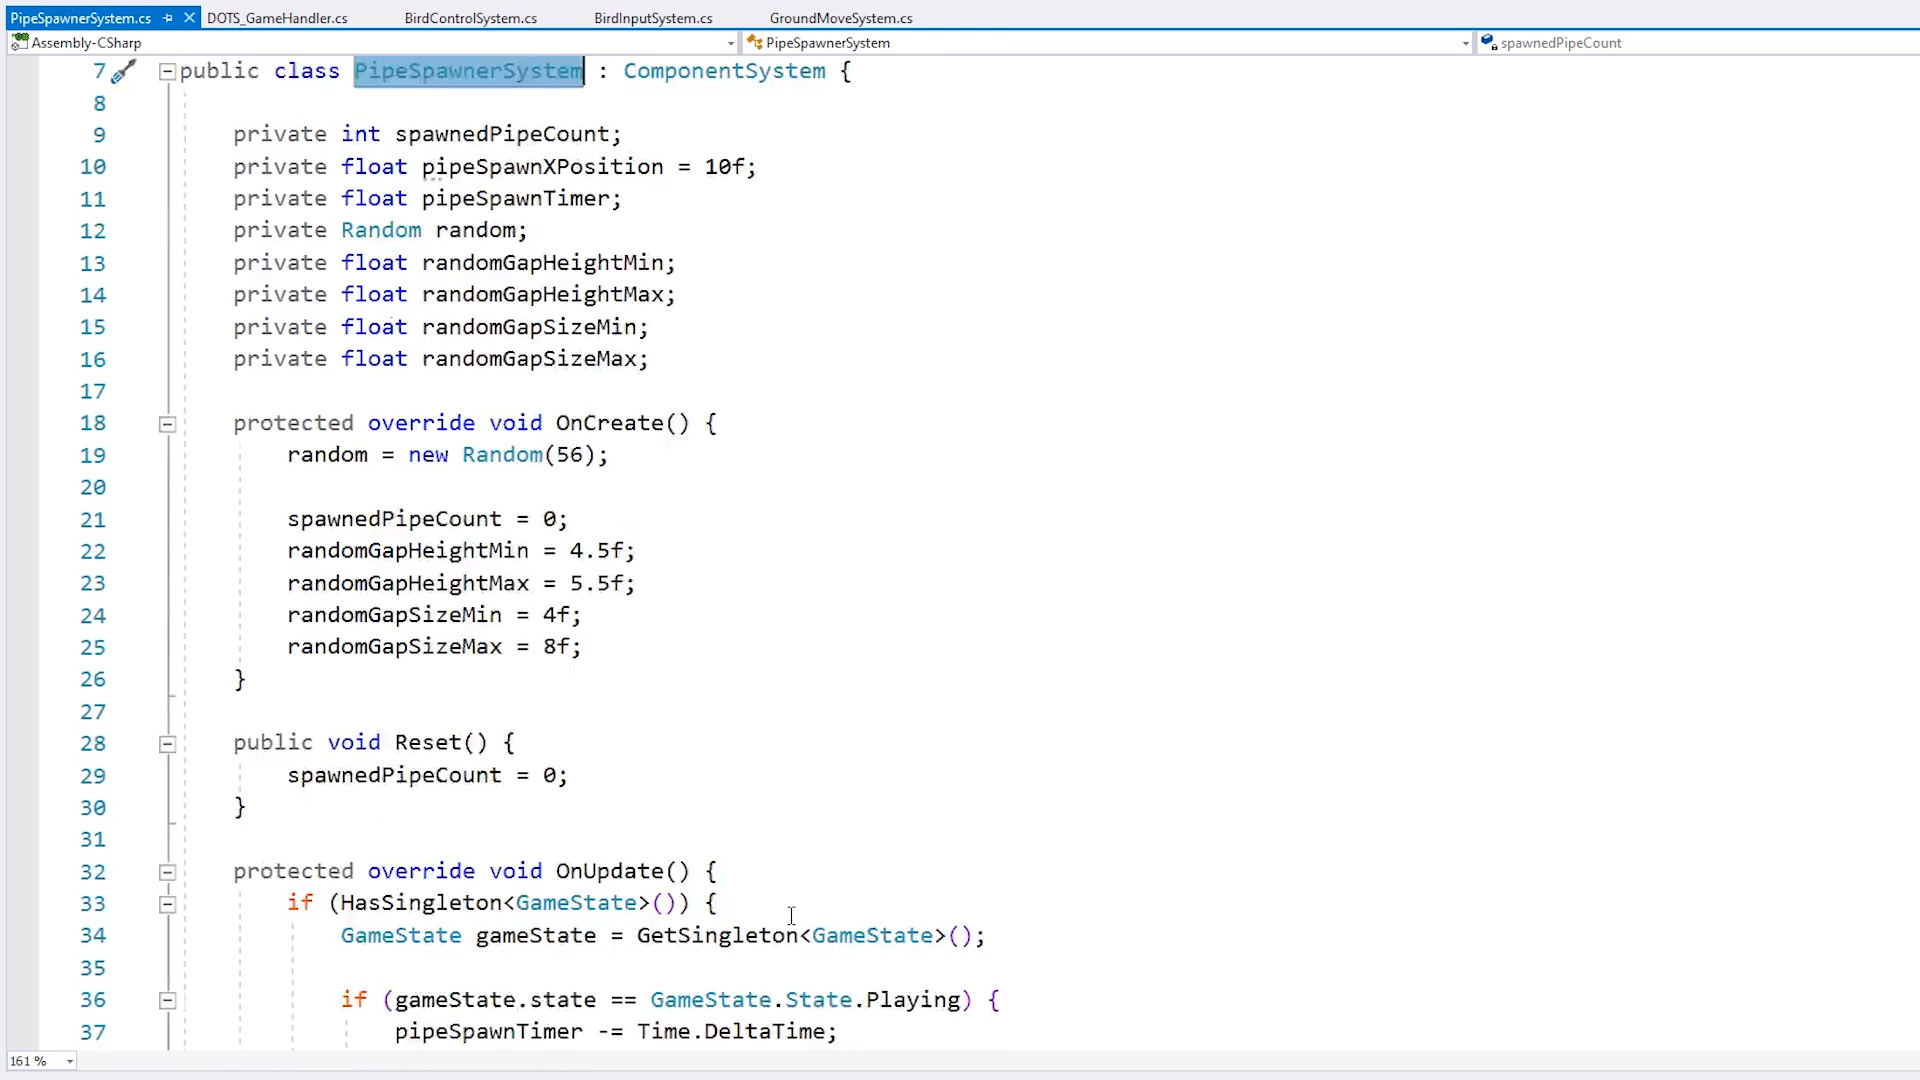 PipeSpawnerSystem.cs DOTS_GameHandler.cs BirdControlSystem.cs BirdInputSystem.cs GroundMoveSystem.cs
Assembly-CSharp PipeSpawnerSystem spawnedPipeCount
7 public class PipeSpawnerSystem : ComponentSystem {
8
9 private int spawnedPipeCount;
10 private float pipeSpawnXPosition = 10f;
11 private float pipeSpawnTimer;
12 private Random random;
13 private float randomGapHeightMin;
14 private float randomGapHeightMax;
15 private float randomGapSizeMin;
16 private float randomGapSizeMax;
17
18 protected override void OnCreate() {
19 random = new Random(56);
20
21 spawnedPipeCount = 0;
22 randomGapHeightMin = 4.5f;
23 randomGapHeightMax = 5.5f;
24 randomGapSizeMin = 4f;
25 randomGapSizeMax = 8f;
26 }
27
28 public void Reset() {
29 spawnedPipeCount = 0;
30 }
31
32 protected override void OnUpdate() {
33 if (HasSingleton<GameState>()) {
34 GameState gameState = GetSingleton<GameState>();
35
36 if (gameState.state == GameState.State.Playing) {
37 pipeSpawnTimer -= Time.DeltaTime;
161 %